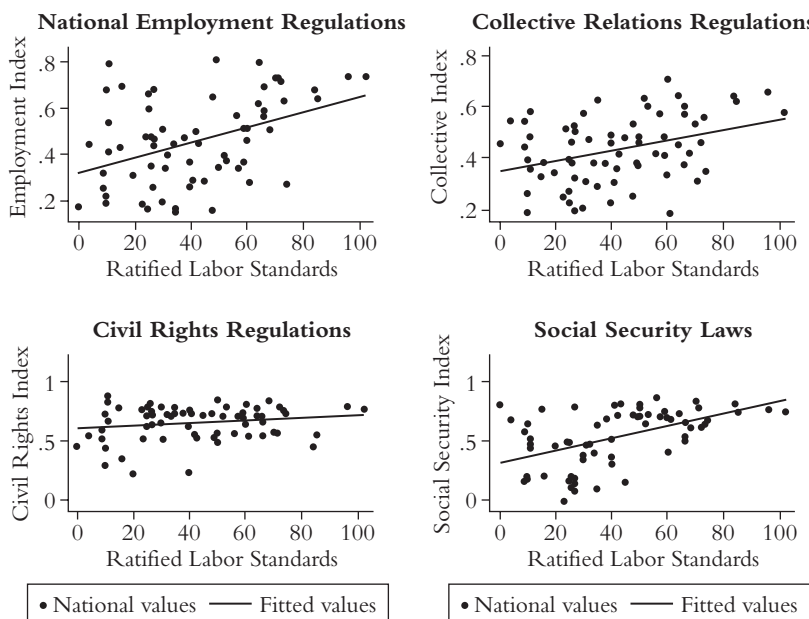 National Employment Regulations
Employment Index
.8
.6
.4
.2
0 20 40 60 80 100
Ratified Labor Standards
Collective Relations Regulations
Collective Index
.8
.6
.4
.2
0 20 40 60 80 100
Ratified Labor Standards
Civil Rights Regulations
Civil Rights Index
1
.5
0
0 20 40 60 80 100
Ratified Labor Standards
Social Security Laws
Social Security Index
1
.5
0
0 20 40 60 80 100
Ratified Labor Standards
National values Fitted values
National values Fitted values